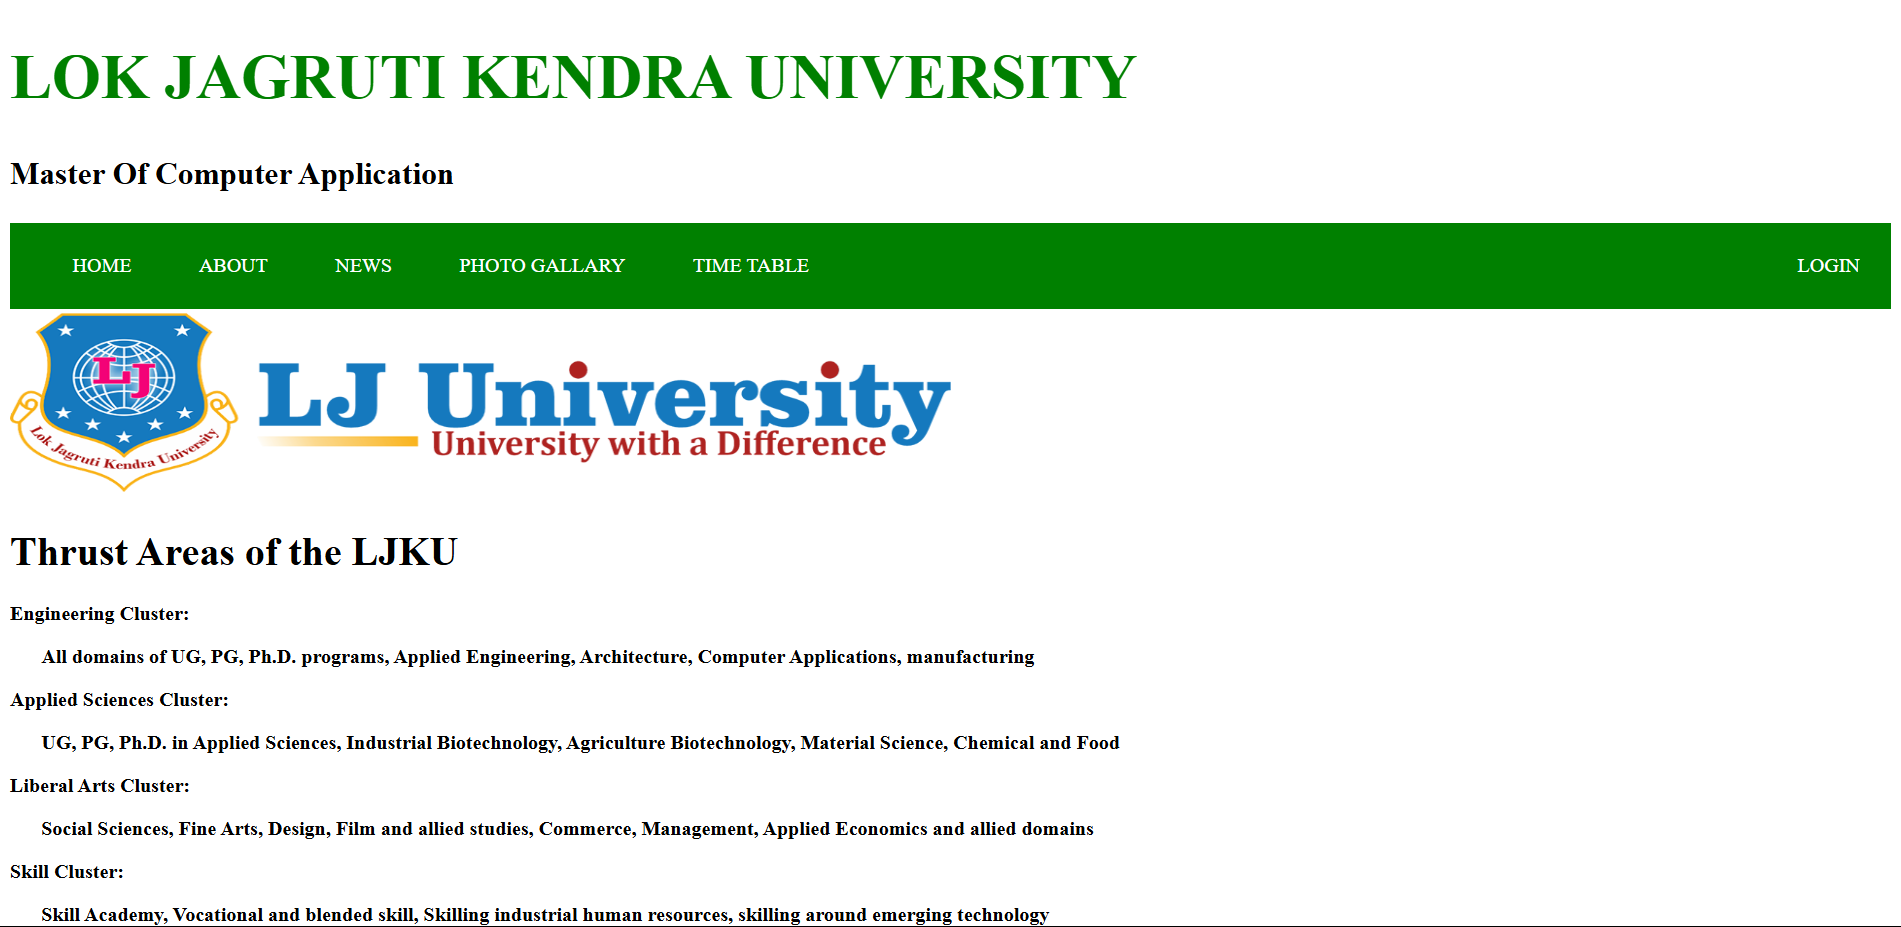 LOK JAGRUTI KENDRA UNIVERSITY
Master Of Computer Application
HOME ABOUT NEWS PHOTO GALLARY TIME TABLE LOGIN
LJ
Lok Jagruti Kendra University
LJ University
University with a Difference
Thrust Areas of the LJKU
Engineering Cluster:
All domains of UG, PG, Ph.D. programs, Applied Engineering, Architecture, Computer Applications, manufacturing
Applied Sciences Cluster:
UG, PG, Ph.D. in Applied Sciences, Industrial Biotechnology, Agriculture Biotechnology, Material Science, Chemical and Food
Liberal Arts Cluster:
Social Sciences, Fine Arts, Design, Film and allied studies, Commerce, Management, Applied Economics and allied domains
Skill Cluster:
Skill Academy, Vocational and blended skill, Skilling industrial human resources, skilling around emerging technology